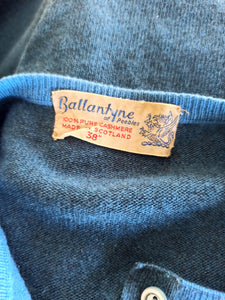 Ballantyne
of Peebles
100% PURE CASHMERE
MADE IN SCOTLAND
38"